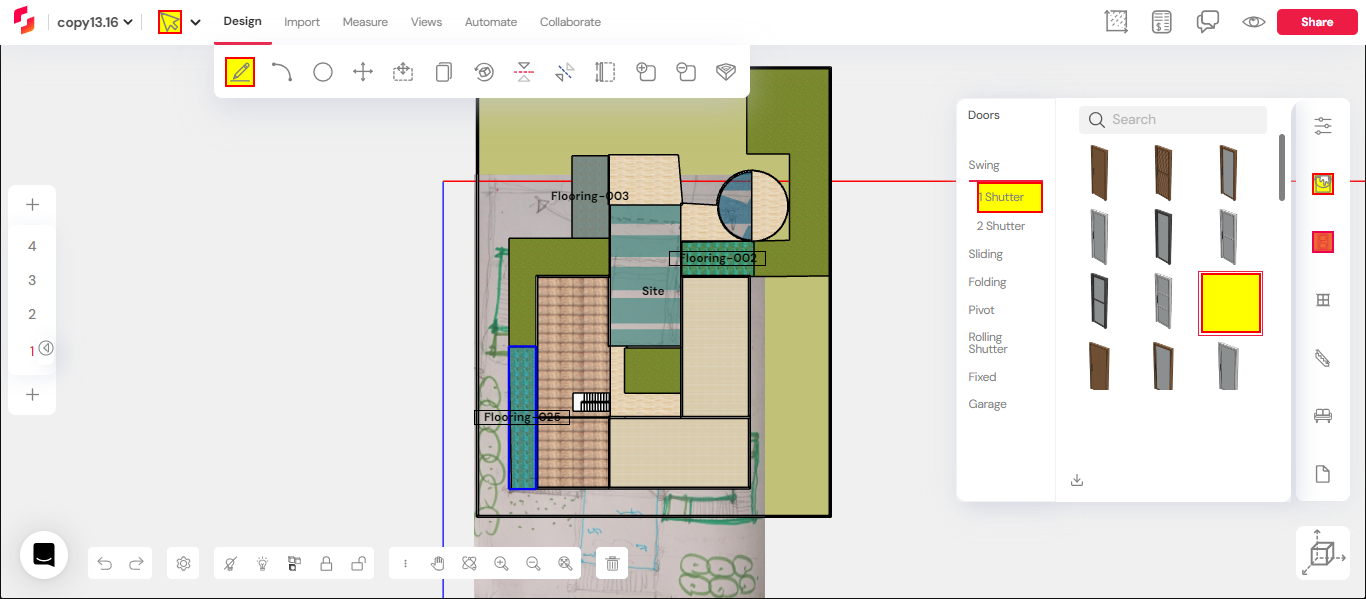 copy13.16
Design
Import
Measure
Views
Automate
Collaborate
Share
Doors
Search
Swing
1 Shutter
2 Shutter
Sliding
Folding
Pivot
Rolling
Shutter
Fixed
Garage
4
3
2
1
Flooring-003
Flooring-002
Site
Flooring-025